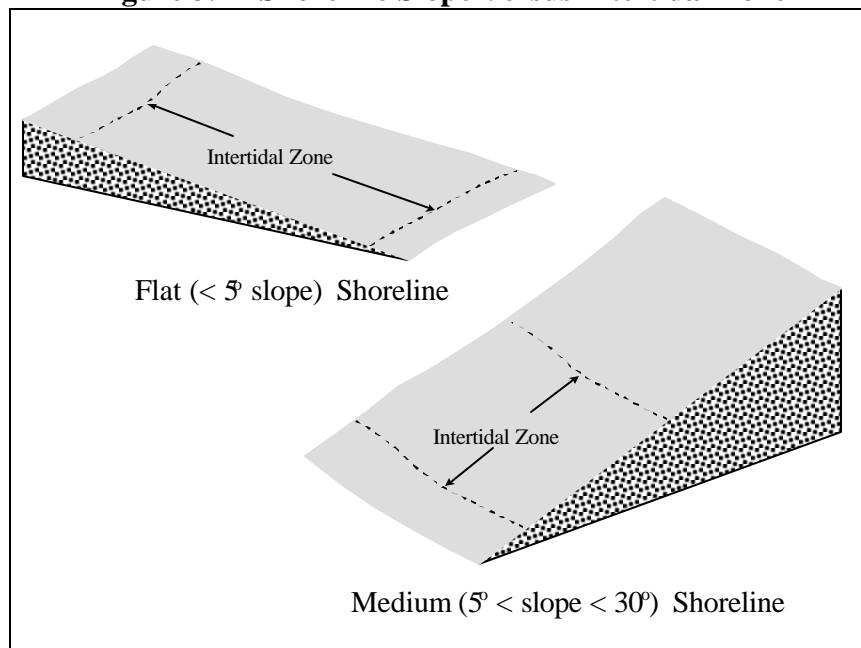 Intertidal Zone
Flat (< 5º slope) Shoreline
Intertidal Zone
Medium (5º < slope < 30º) Shoreline